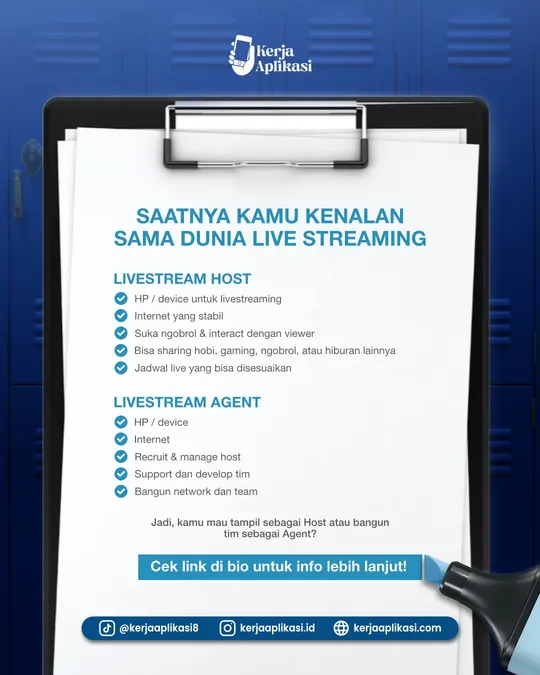 Kerja
Aplikasi
SAATNYA KAMU KENALAN
SAMA DUNIA LIVE STREAMING
LIVESTREAM HOST
HP / device untuk livestreaming
Internet yang stabil
Suka ngobrol & interact dengan viewer
Bisa sharing hobi, gaming, ngobrol, atau hiburan lainnya
Jadwal live yang bisa disesuaikan
LIVESTREAM AGENT
HP / device
Internet
Recruit & manage host
Support dan develop tim
Bangun network dan team
Jadi, kamu mau tampil sebagai Host atau bangun
tim sebagai Agent?
Cek link di bio untuk info lebih lanjut!
@kerjaaplikasi8 kerjaaplikasi.id kerjaaplikasi.com